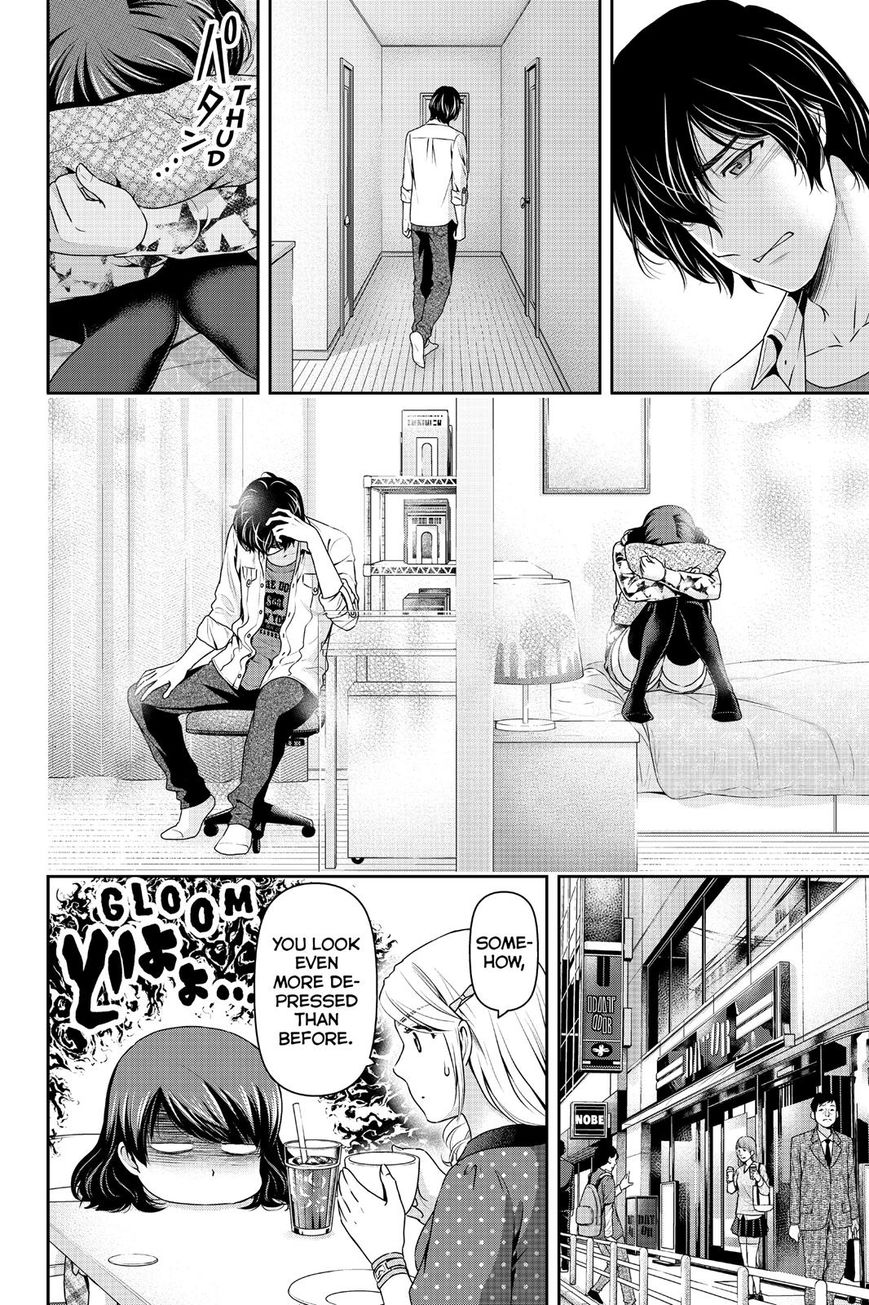 パタン...
THUD
SOME-
HOW,
YOU LOOK
EVEN
MORE DE-
PRESSED
THAN
BEFORE.
GLOOM
どよょ...
NOBE